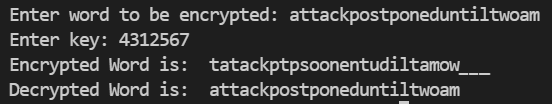 Enter word to be encrypted: attackpostponeduntiltwoam
Enter key: 4312567
Encrypted Word is:  tatackptpsoonentudiltamow___
Decrypted Word is:  attackpostponeduntiltwoam